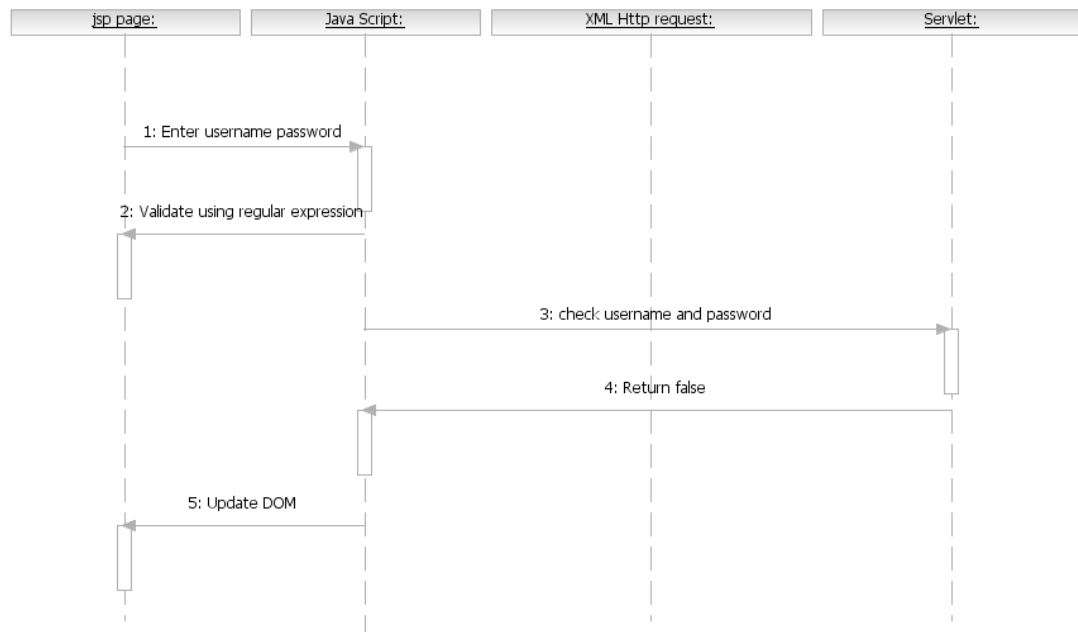 jsp page:
Java Script:
XML Http request:
Servlet:
1: Enter username password
2: Validate using regular expression
3: check username and password
4: Return false
5: Update DOM